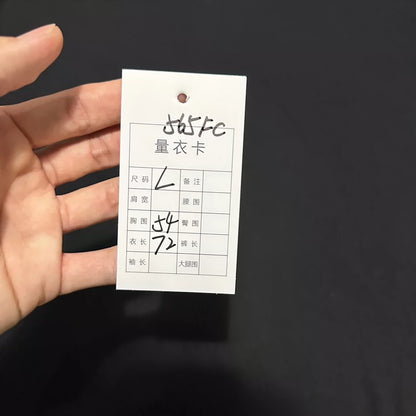 565FC
量衣卡
尺码 L 备注
肩宽 腰围
胸围 54 臀围
衣长 72 裤长
袖长 大腿围